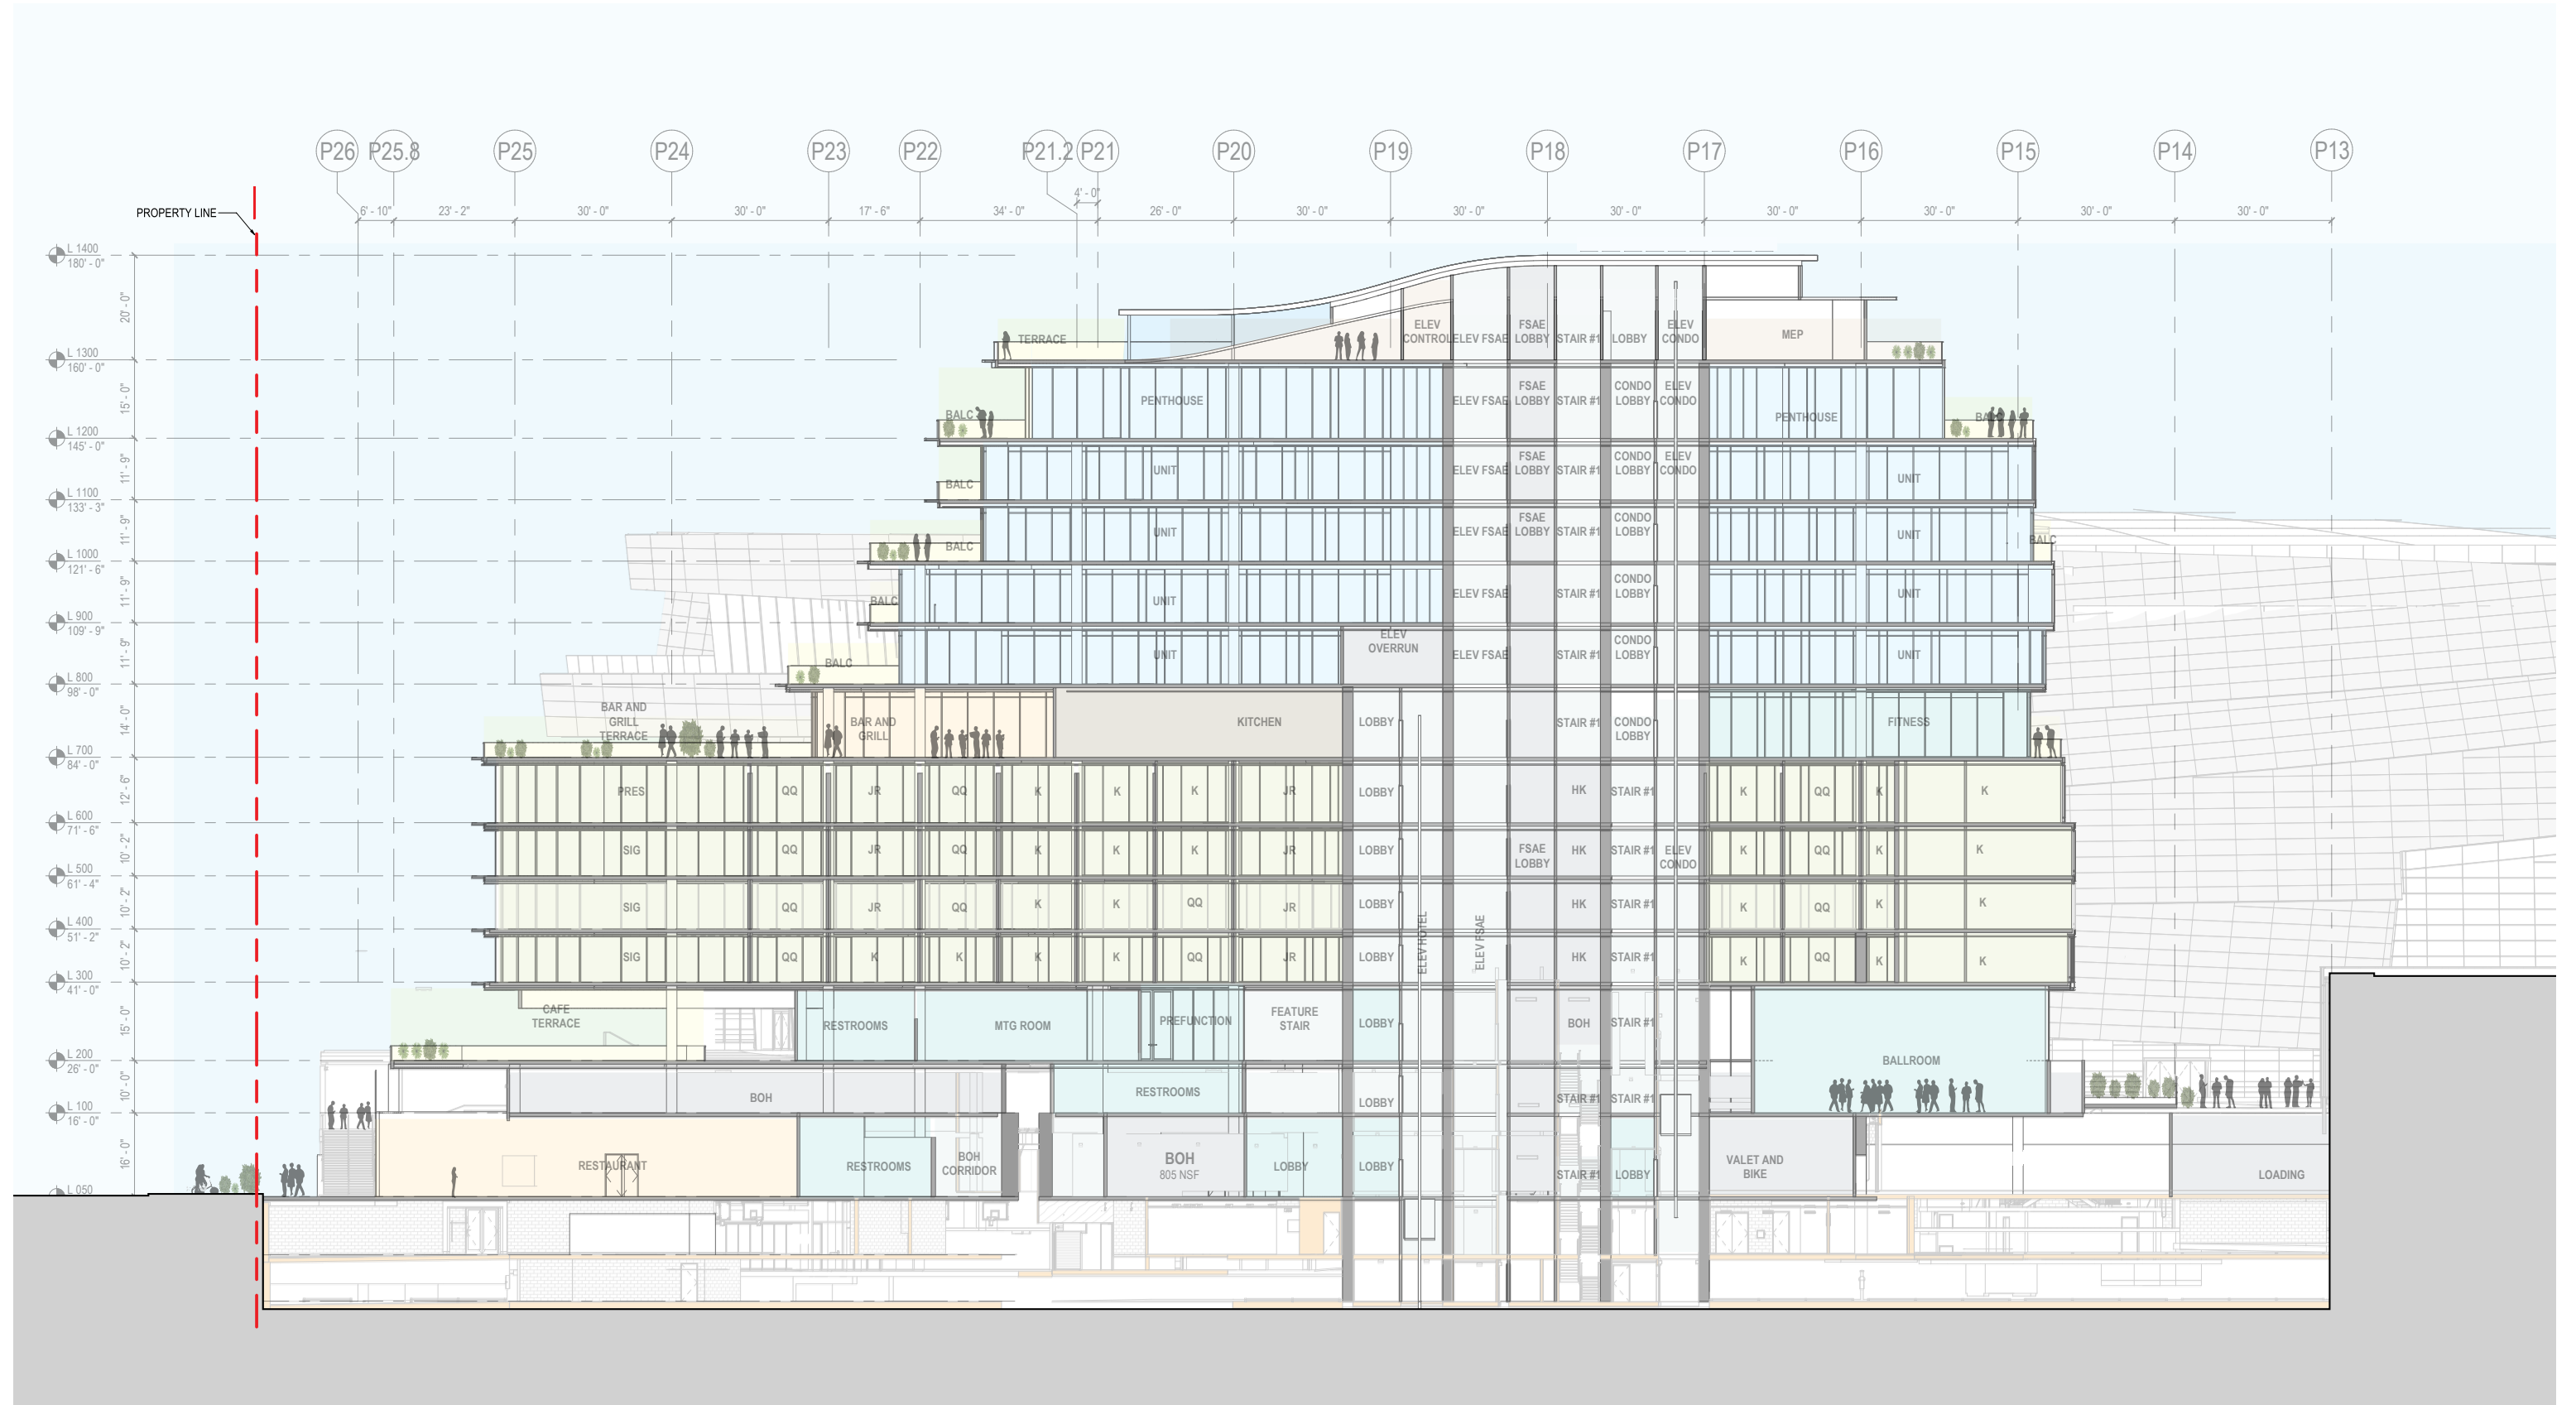 P26 P25.8 P25 P24 P23 P22 P21.2 P21 P20 P19 P18 P17 P16 P15 P14 P13
4' - 0"
PROPERTY LINE
6' - 10" 23' - 2" 30' - 0" 30' - 0" 17' - 6" 34' - 0" 26' - 0" 30' - 0" 30' - 0" 30' - 0" 30' - 0" 30' - 0" 30' - 0" 30' - 0"
L 1400
180' - 0"
20' - 0"
TERRACE
ELEV CONTROL
ELEV FSAE
FSAE LOBBY
STAIR #1
LOBBY
ELEV CONDO
MEP
L 1300
160' - 0"
15' - 0"
BALC
PENTHOUSE
ELEV FSAE
FSAE LOBBY
STAIR #1
CONDO LOBBY
ELEV CONDO
PENTHOUSE
BALC
L 1200
145' - 0"
11' - 9"
BALC
UNIT
ELEV FSAE
FSAE LOBBY
STAIR #1
CONDO LOBBY
ELEV CONDO
UNIT
L 1100
133' - 3"
11' - 9"
BALC
UNIT
ELEV FSAE
FSAE LOBBY
STAIR #1
CONDO LOBBY
UNIT
BALC
L 1000
121' - 6"
11' - 9"
BALC
UNIT
ELEV FSAE
STAIR #1
CONDO LOBBY
UNIT
L 900
109' - 9"
11' - 9"
BALC
UNIT
ELEV OVERRUN
ELEV FSAE
STAIR #1
CONDO LOBBY
UNIT
L 800
98' - 0"
14' - 0"
BAR AND
GRILL
TERRACE
BAR AND
GRILL
KITCHEN
LOBBY
STAIR #1
CONDO LOBBY
FITNESS
L 700
84' - 0"
12' - 6"
PRES QQ JR QQ K K K JR LOBBY HK STAIR #1 K QQ K K
L 600
71' - 6"
10' - 2"
SIG QQ JR QQ K K K JR LOBBY FSAE LOBBY HK STAIR #1 ELEV CONDO K QQ K K
L 500
61' - 4"
10' - 2"
SIG QQ JR QQ K K QQ JR LOBBY HK STAIR #1 K QQ K K
ELEV HOTEL
ELEV FSAE
L 400
51' - 2"
10' - 2"
SIG QQ K K K K QQ JR LOBBY HK STAIR #1 K QQ K K
L 300
41' - 0"
15' - 0"
CAFE
TERRACE
RESTROOMS
MTG ROOM
PREFUNCTION
FEATURE
STAIR
LOBBY
BOH
STAIR #1
BALLROOM
L 200
26' - 0"
10' - 0"
BOH
RESTROOMS
LOBBY
STAIR #1
STAIR #1
L 100
16' - 0"
16' - 0"
RESTAURANT
RESTROOMS
BOH
CORRIDOR
BOH
805 NSF
LOBBY
LOBBY
STAIR #1
LOBBY
VALET AND
BIKE
LOADING
L 050